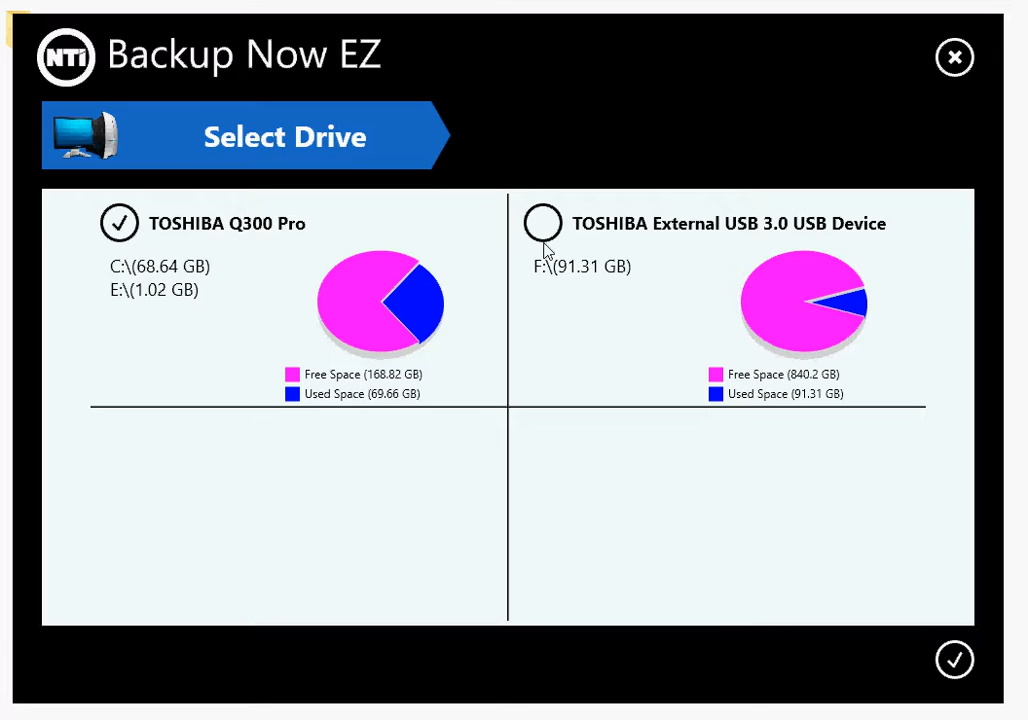 NTi Backup Now EZ
Select Drive
TOSHIBA Q300 Pro
C:\(68.64 GB)
E:\(1.02 GB)
Free Space (168.82 GB)
Used Space (69.66 GB)
TOSHIBA External USB 3.0 USB Device
F:\(91.31 GB)
Free Space (840.2 GB)
Used Space (91.31 GB)